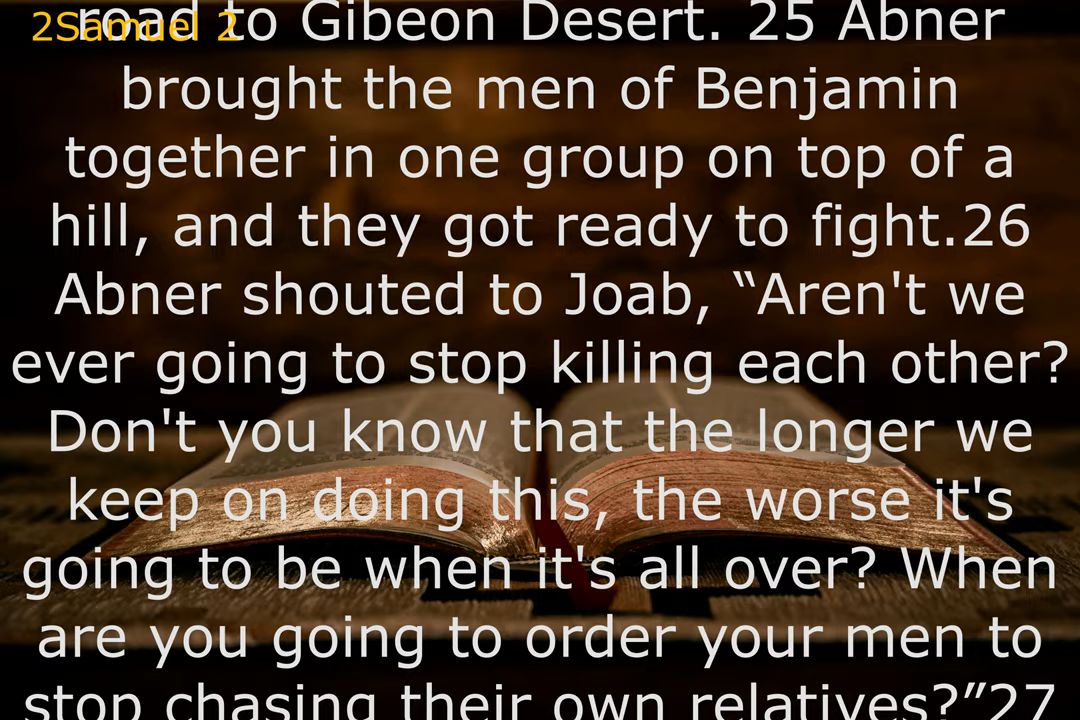 2Samuel 2
road to Gibeon Desert. 25 Abner
brought the men of Benjamin
together in one group on top of a
hill, and they got ready to fight.26
Abner shouted to Joab, “Aren't we
ever going to stop killing each other?
Don't you know that the longer we
keep on doing this, the worse it's
going to be when it's all over? When
are you going to order your men to
stop chasing their own relatives?”27